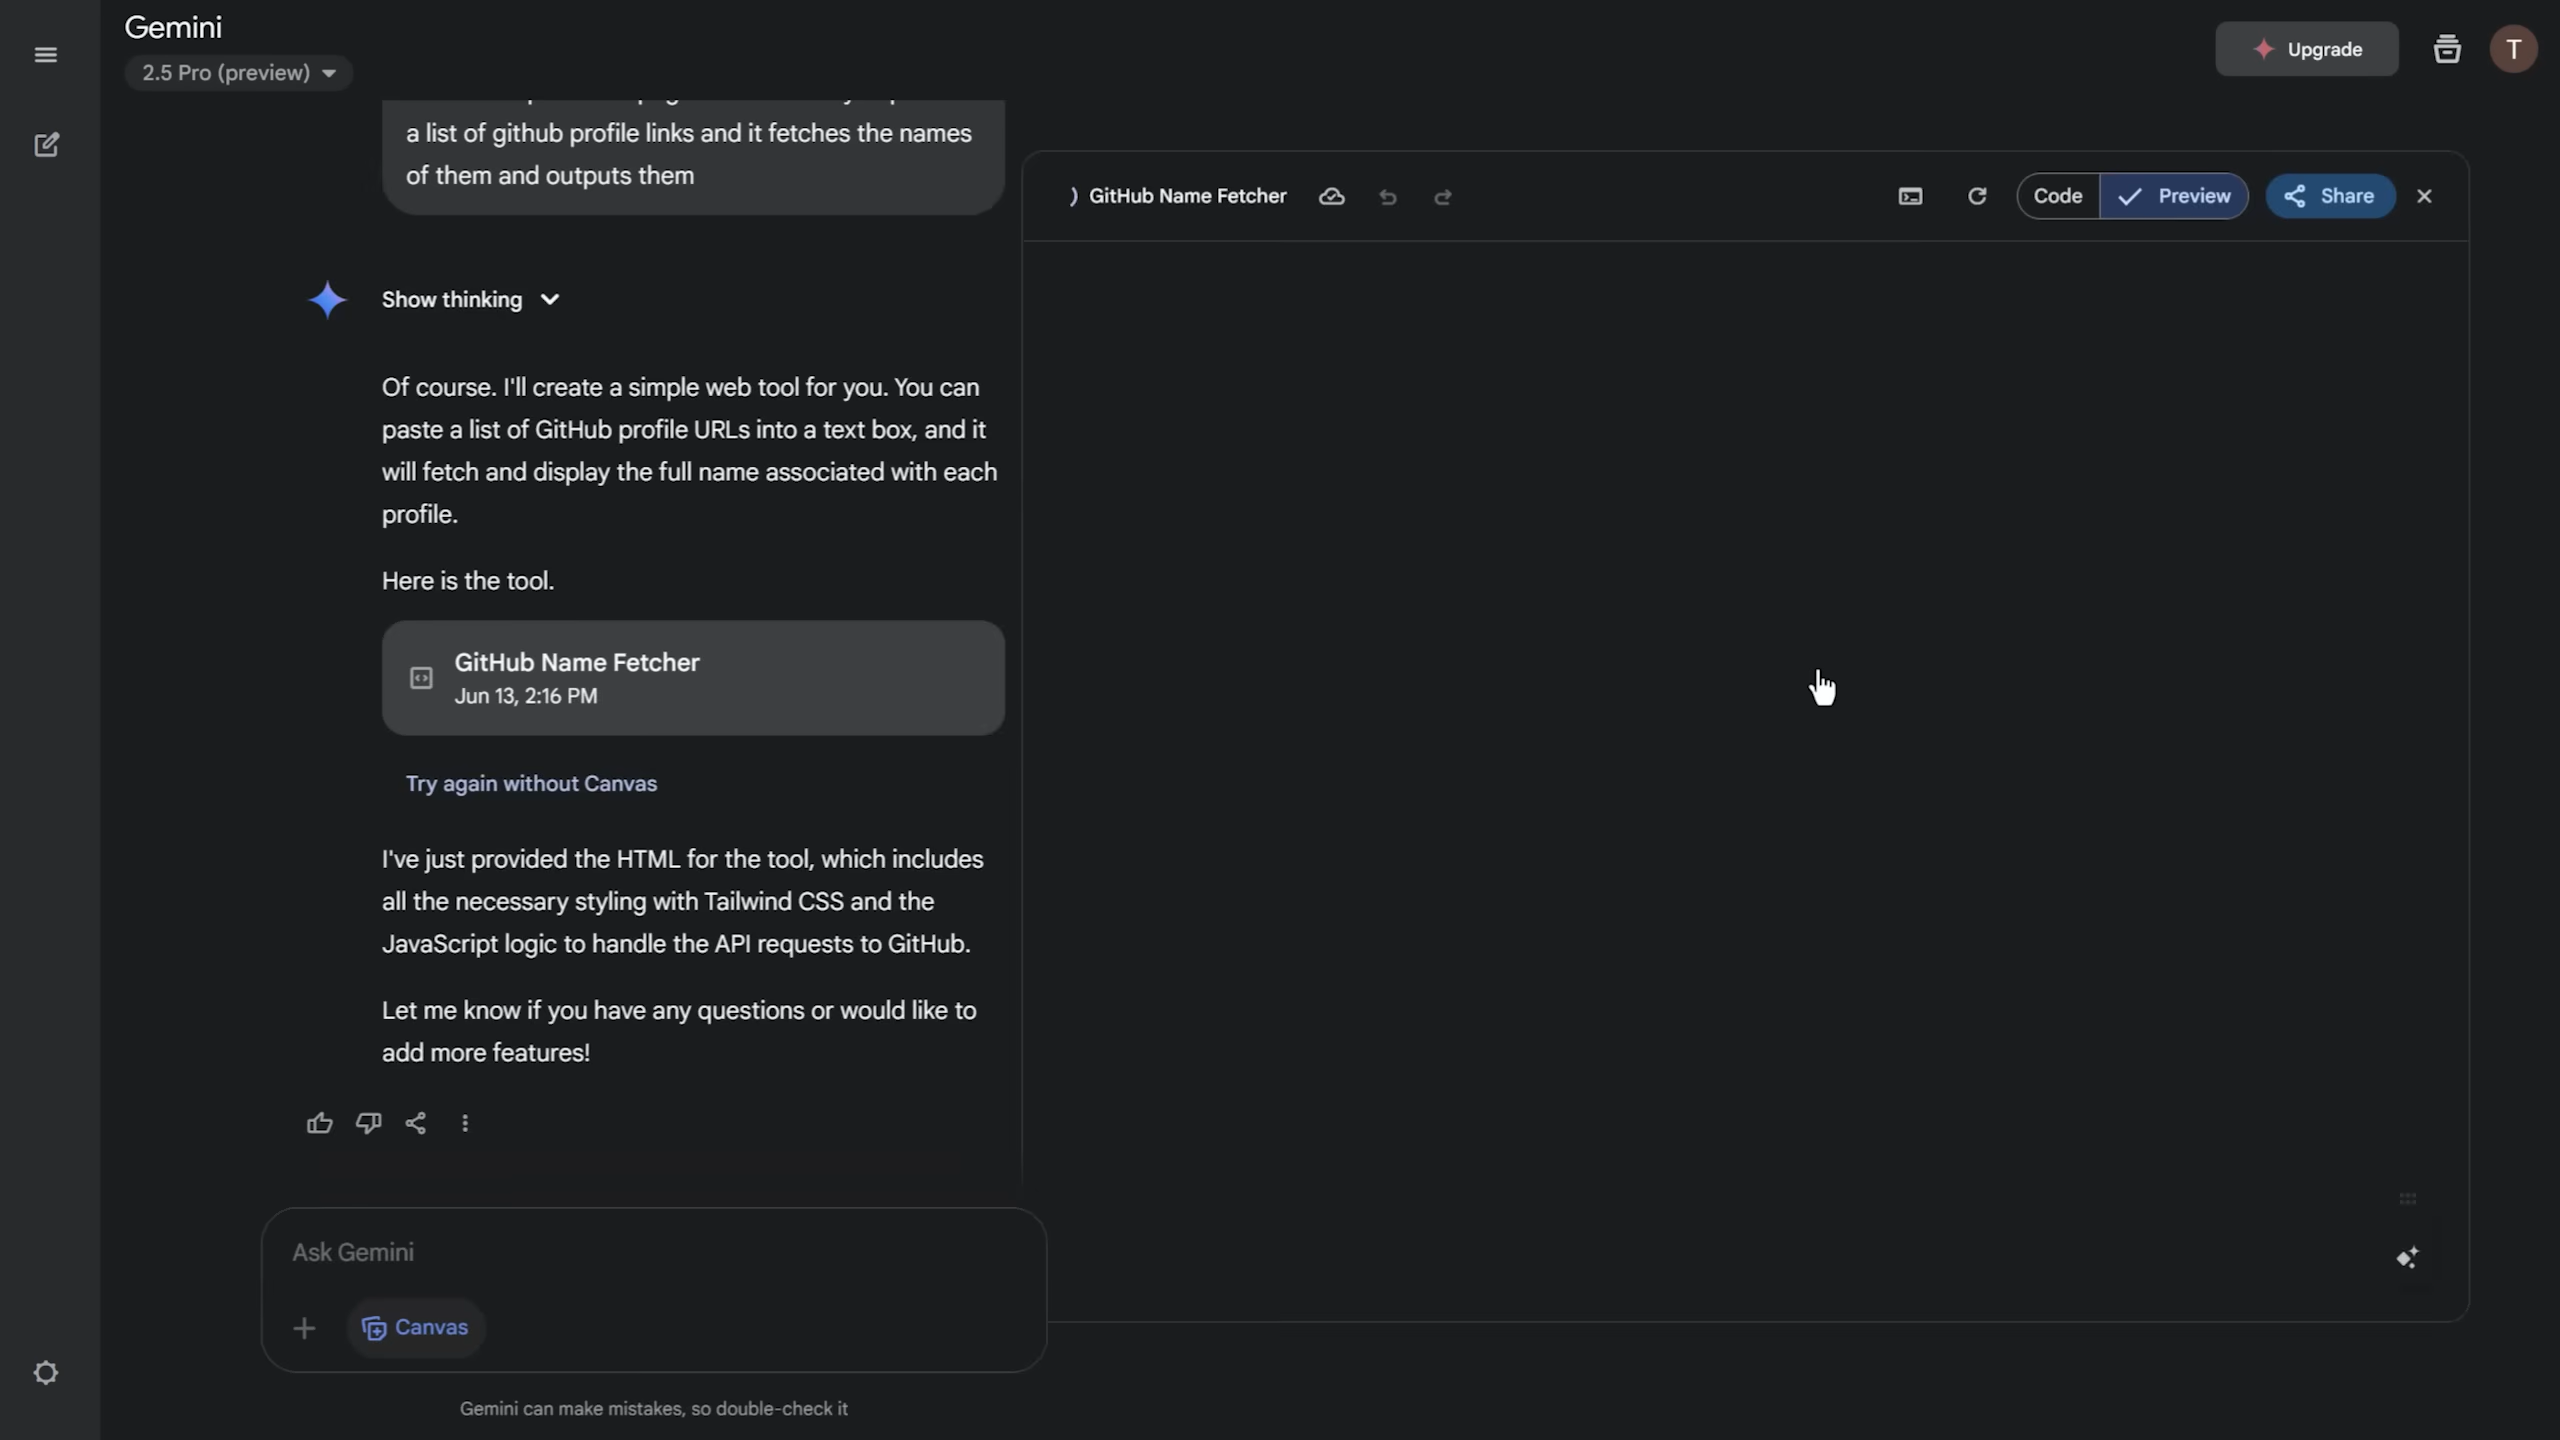 Gemini
2.5 Pro (preview)
Upgrade
T
a list of github profile links and it fetches the names
of them and outputs them
GitHub Name Fetcher
Code
Preview
Share
Show thinking
Of course. I'll create a simple web tool for you. You can
paste a list of GitHub profile URLs into a text box, and it
will fetch and display the full name associated with each
profile.
Here is the tool.
GitHub Name Fetcher
Jun 13, 2:16 PM
Try again without Canvas
I've just provided the HTML for the tool, which includes
all the necessary styling with Tailwind CSS and the
JavaScript logic to handle the API requests to GitHub.
Let me know if you have any questions or would like to
add more features!
Ask Gemini
Canvas
Gemini can make mistakes, so double-check it